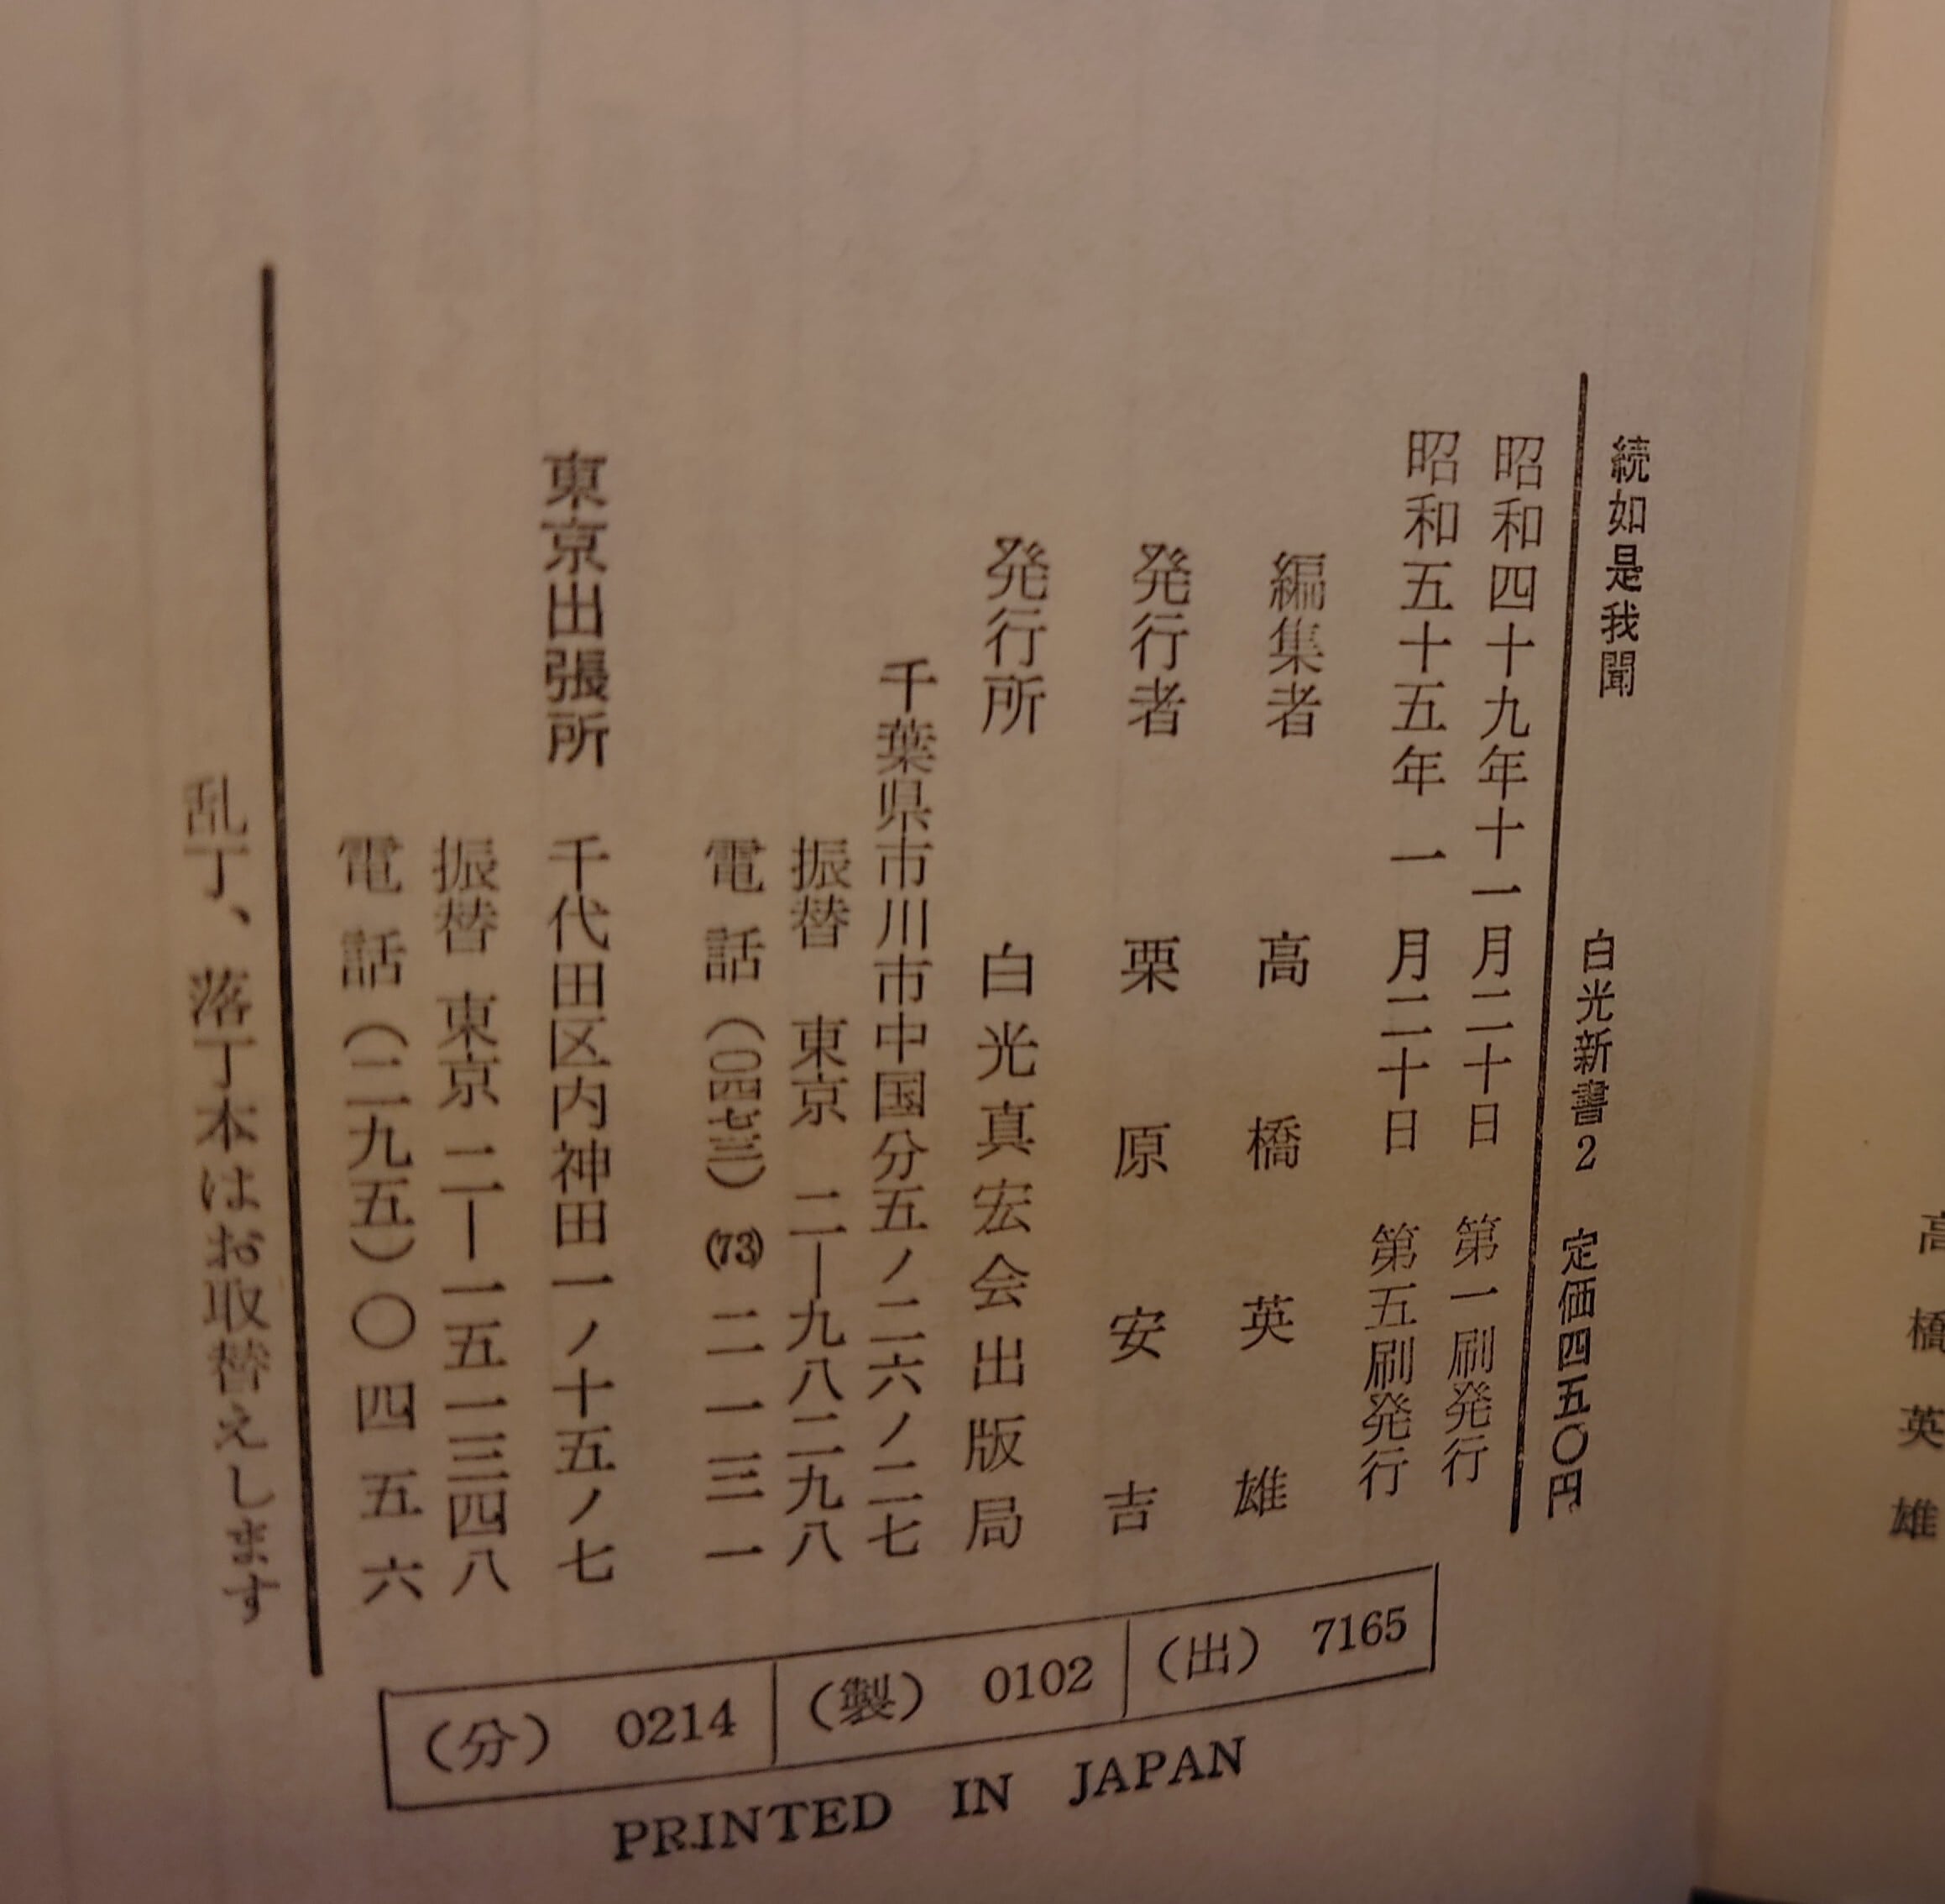 高橋英雄
続如是我聞 白光新書2 定価四五〇円
昭和四十九年十一月二十日 第一刷発行
昭和五十五年一月二十日 第五刷発行
編集者 高橋英雄
発行者 栗原安吉
発行所 白光真宏会出版局
千葉県市川市中国分五ノ二六ノ二七
振替 東京 二―九八二九八
電話(〇四七三)(73)二一三一
東京出張所 千代田区内神田一ノ十五ノ七
振替 東京 二―一五一三四八
電話(二九五)〇四五六
乱丁、落丁本はお取替えします
(分) 0214 (製) 0102 (出) 7165
PRINTED IN JAPAN